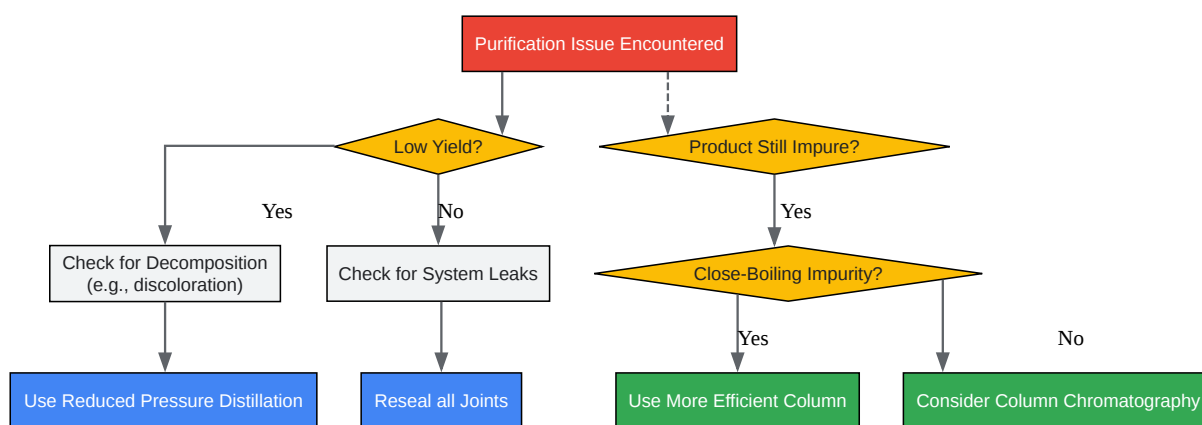 Purification Issue Encountered
Low Yield?
Product Still Impure?
Yes
No
Yes
Check for Decomposition
(e.g., discoloration)
Check for System Leaks
Close-Boiling Impurity?
Yes
No
Use Reduced Pressure Distillation
Reseal all Joints
Use More Efficient Column
Consider Column Chromatography